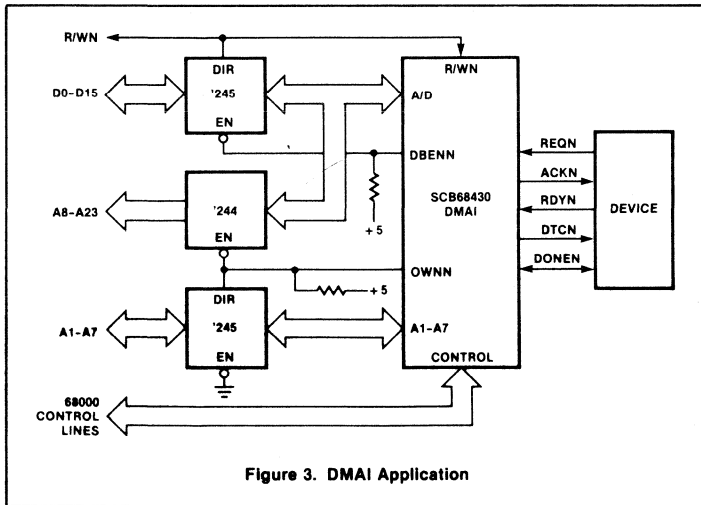 R/WN
DIR
'245
EN
D0-D15
R/WN
A/D
DBENN
SCB68430
DMAI
OWNN
A1-A7
CONTROL
REQN
ACKN
RDYN
DTCN
DONEN
DEVICE
A8-A23
'244
EN
+5
+5
DIR
'245
EN
A1-A7
68000
CONTROL
LINES
Figure 3. DMAI Application